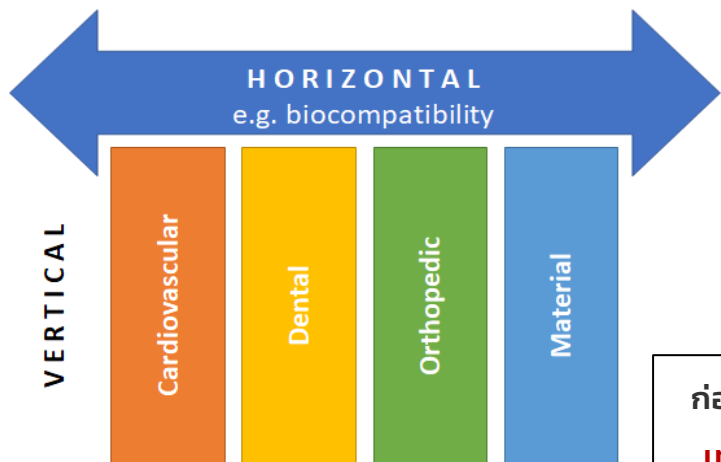 HORIZONTAL
e.g. biocompatibility
VERTICAL
Cardiovascular
Dental
Orthopedic
Material